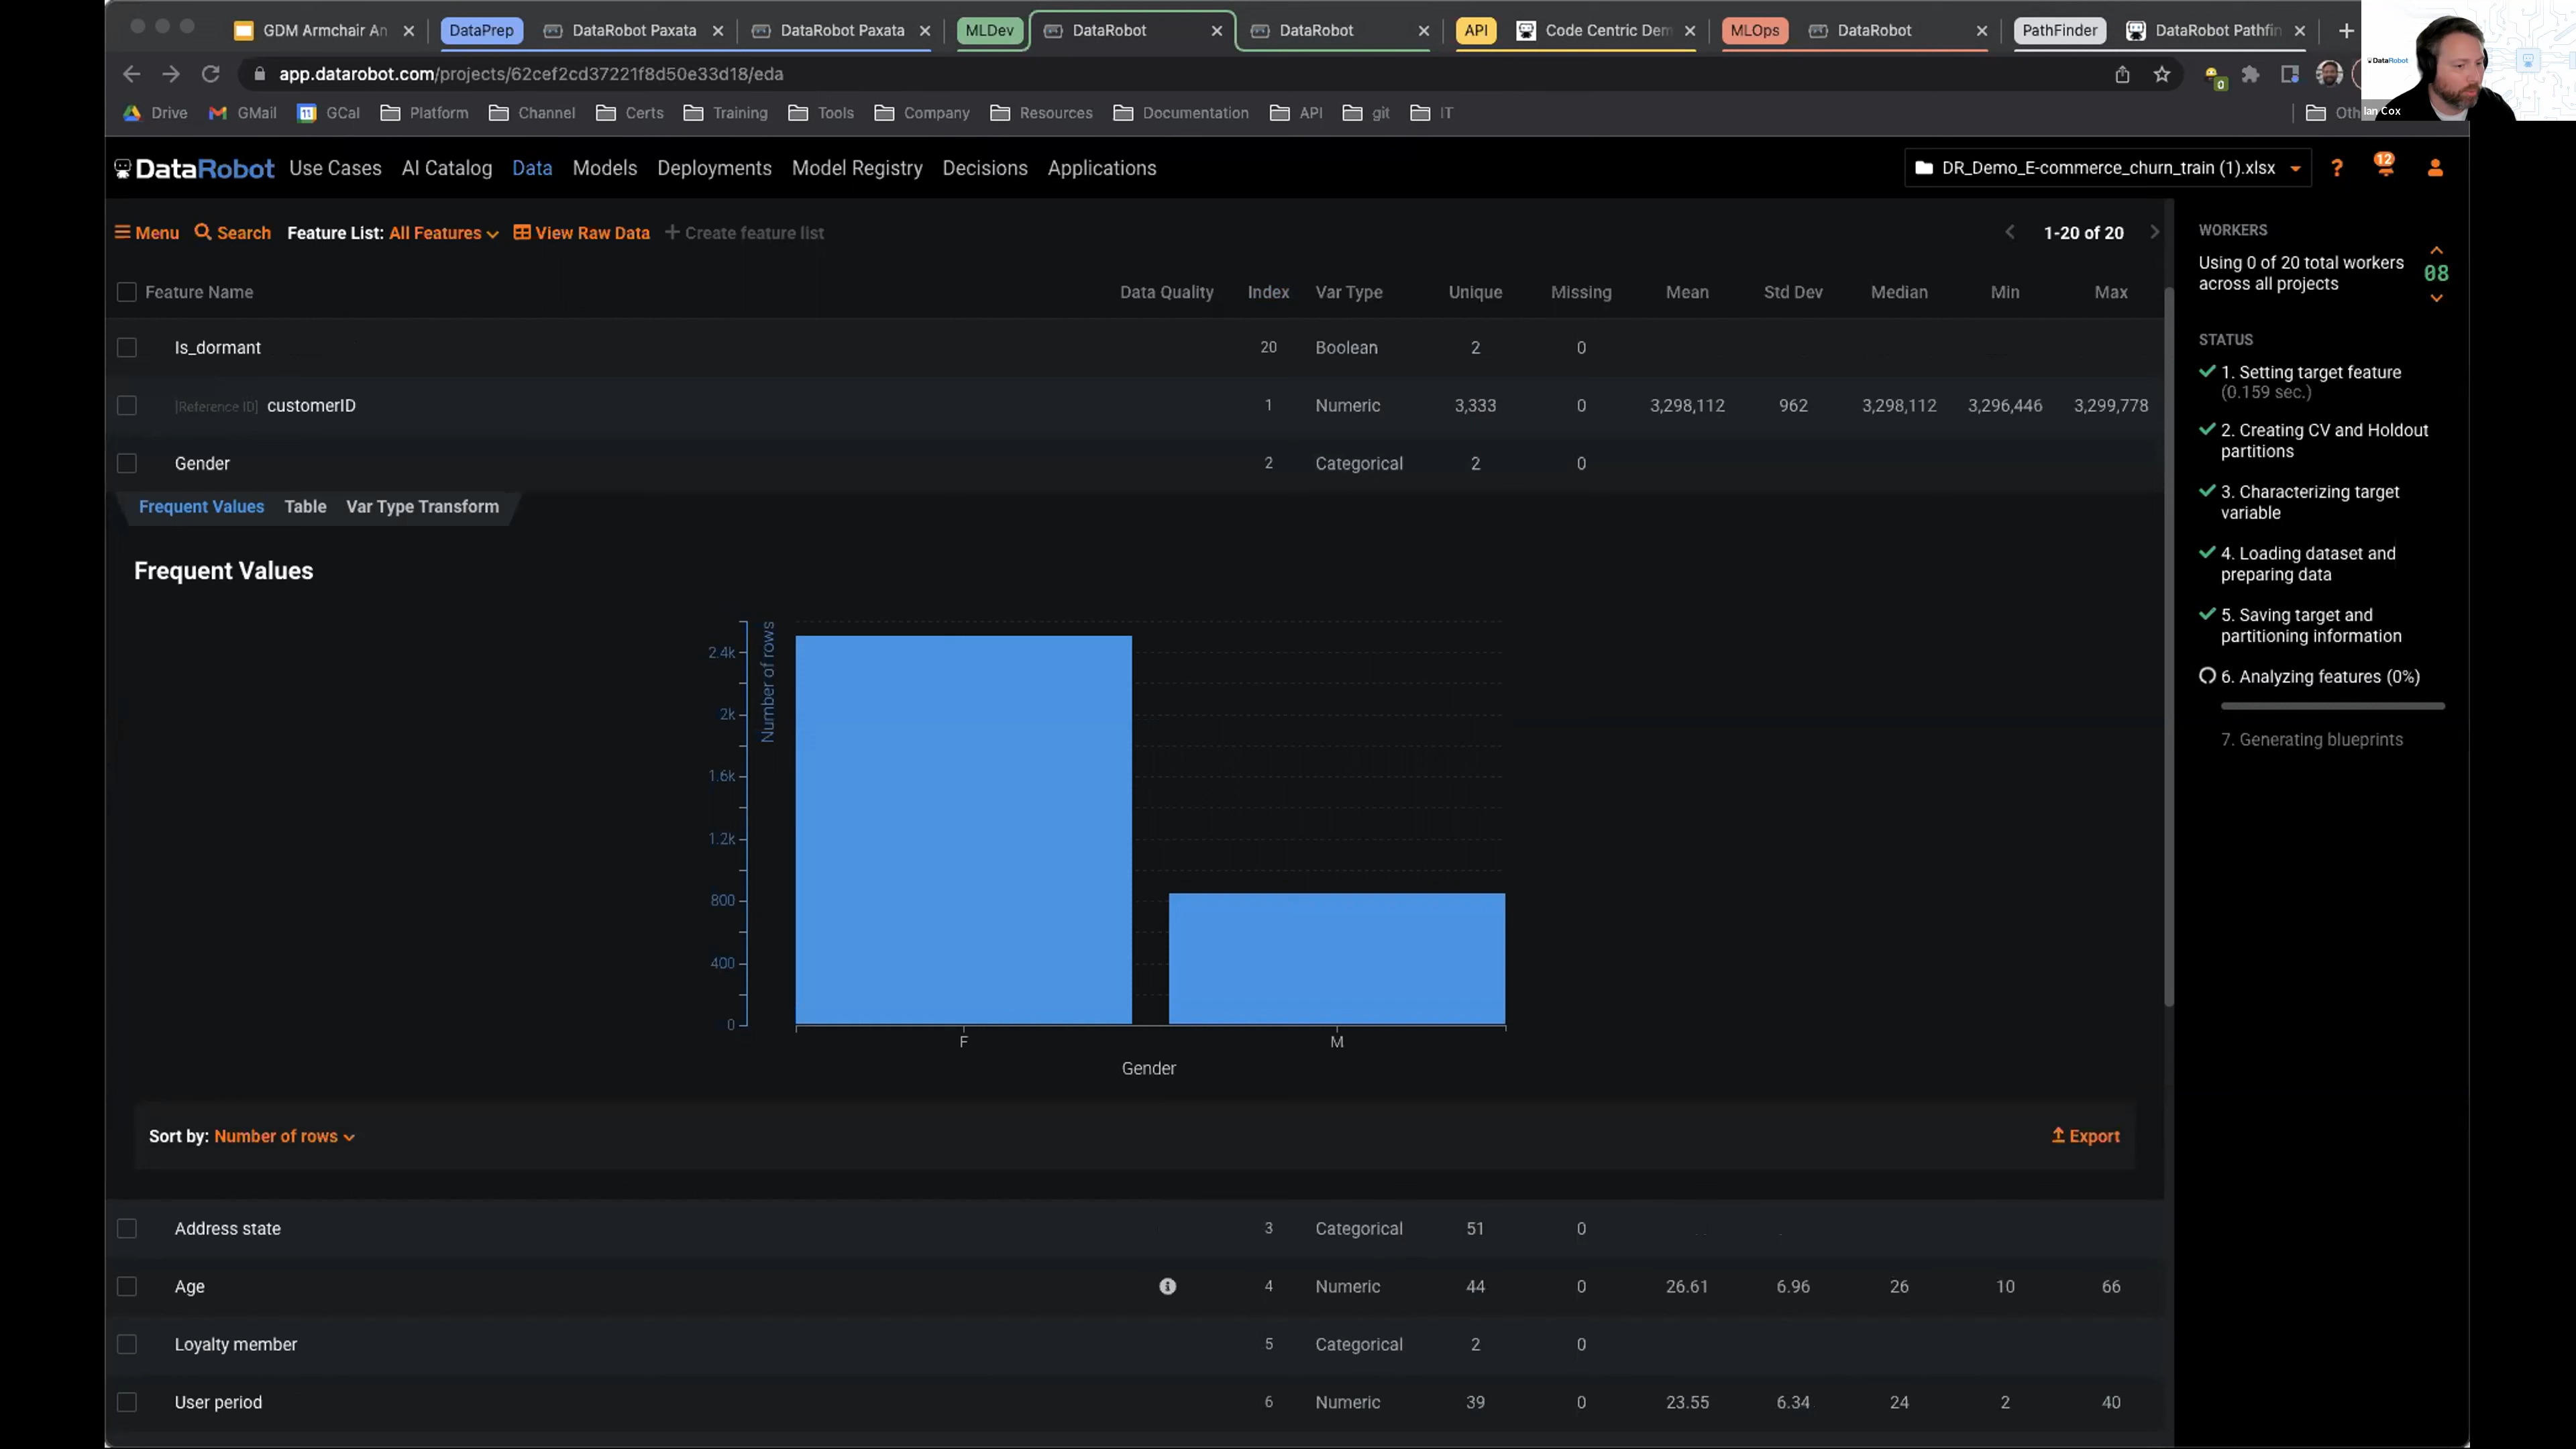 GDM Armchair An
DataPrep
DataRobot Paxata
DataRobot Paxata
MLDev
DataRobot
DataRobot
API
Code Centric Dem
MLOps
DataRobot
PathFinder
DataRobot Pathfin
app.datarobot.com/projects/62cef2cd37221f8d50e33d18/eda
0
DataRobot
Ian Cox
Drive
GMail
11
GCal
Platform
Channel
Certs
Training
Tools
Company
Resources
Documentation
API
git
IT
Oth
DataRobot
Use Cases
AI Catalog
Data
Models
Deployments
Model Registry
Decisions
Applications
DR_Demo_E-commerce_churn_train (1).xlsx
?
12
Menu
Search
Feature List: All Features
View Raw Data
+ Create feature list
1-20 of 20
Feature Name Data Quality Index Var Type Unique Missing Mean Std Dev Median Min Max
Is_dormant 20 Boolean 2 0
[Reference ID] customerID 1 Numeric 3,333 0 3,298,112 962 3,298,112 3,296,446 3,299,778
Gender 2 Categorical 2 0
Frequent Values
Table
Var Type Transform
Frequent Values
Number of rows
2.4k
2k
1.6k
1.2k
800
400
0
F
M
Gender
Sort by: Number of rows
Export
Address state 3 Categorical 51 0
Age 4 Numeric 44 0 26.61 6.96 26 10 66
Loyalty member 5 Categorical 2 0
User period 6 Numeric 39 0 23.55 6.34 24 2 40
WORKERS
Using 0 of 20 total workers
across all projects
08
STATUS
1. Setting target feature
(0.159 sec.)
2. Creating CV and Holdout
partitions
3. Characterizing target
variable
4. Loading dataset and
preparing data
5. Saving target and
partitioning information
6. Analyzing features (0%)
7. Generating blueprints